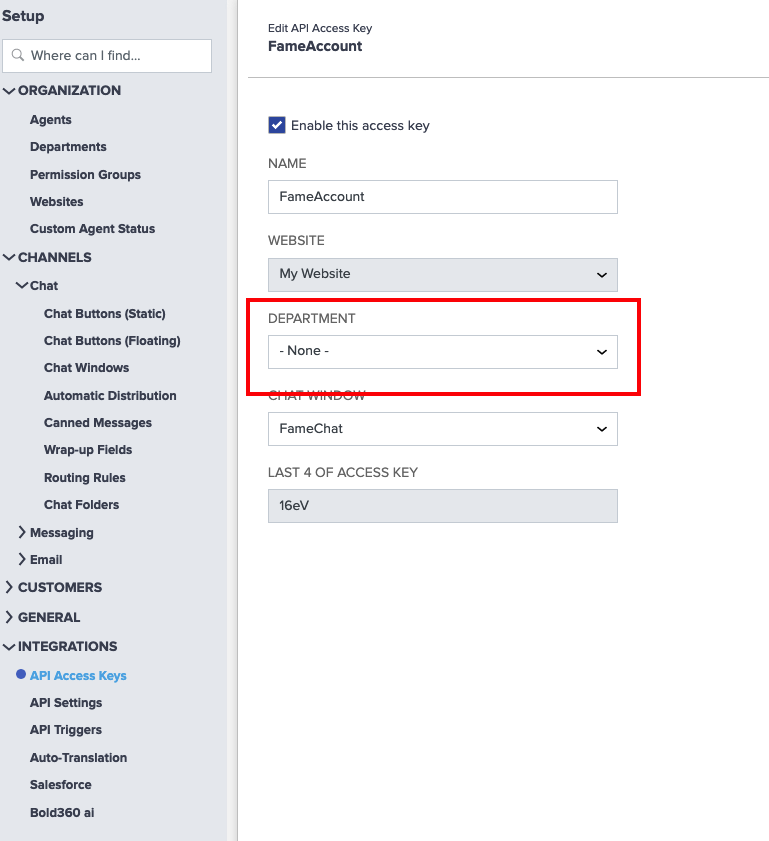 Setup
Where can I find...
ORGANIZATION
Agents
Departments
Permission Groups
Websites
Custom Agent Status
CHANNELS
Chat
Chat Buttons (Static)
Chat Buttons (Floating)
Chat Windows
Automatic Distribution
Canned Messages
Wrap-up Fields
Routing Rules
Chat Folders
Messaging
Email
CUSTOMERS
GENERAL
INTEGRATIONS
API Access Keys
API Settings
API Triggers
Auto-Translation
Salesforce
Bold360 ai
Edit API Access Key
FameAccount
Enable this access key
NAME
FameAccount
WEBSITE
My Website
DEPARTMENT
- None -
CHAT WINDOW
FameChat
LAST 4 OF ACCESS KEY
16eV